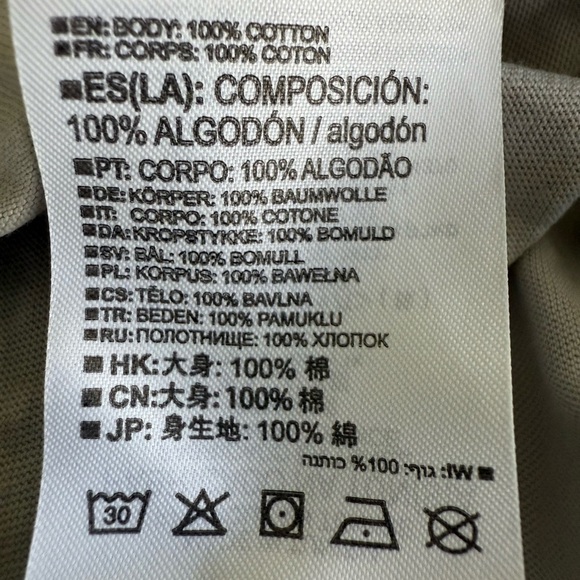 ■EN: BODY: 100% COTTON
■FR: CORPS: 100% COTON
■ES(LA): COMPOSICIÓN:
100% ALGODÓN / algodón
■PT: CORPO: 100% ALGODÃO
■DE: KÖRPER: 100% BAUMWOLLE
■IT: CORPO: 100% COTONE
■DA: KROPSTYKKE: 100% BOMULD
■SV: BÅL: 100% BOMULL
■PL: KORPUS: 100% BAWEŁNA
■CS: TĚLO: 100% BAVLNA
■TR: BEDEN: 100% PAMUKLU
■RU: ПОЛОТНИЩЕ: 100% ХЛОПОК
■HK: 大身: 100% 棉
■CN: 大身: 100% 棉
■JP: 身生地: 100% 綿
■IW: גוף: 100% כותנה
30